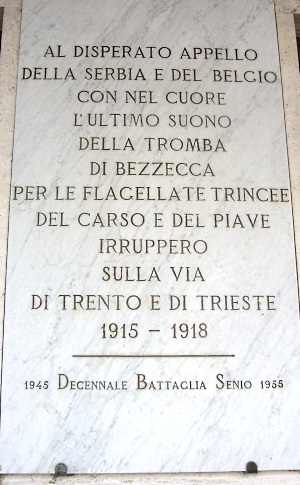 AL DISPERATO APPELLO
DELLA SERBIA E DEL BELGIO
CON NEL CUORE
L'ULTIMO SUONO
DELLA TROMBA
DI BEZZECCA
PER LE FLAGELLATE TRINCEE
DEL CARSO E DEL PIAVE
IRRUPPERO
SULLA VIA
DI TRENTO E DI TRIESTE
1915 - 1918
1945 DECENNALE BATTAGLIA SENIO 1955